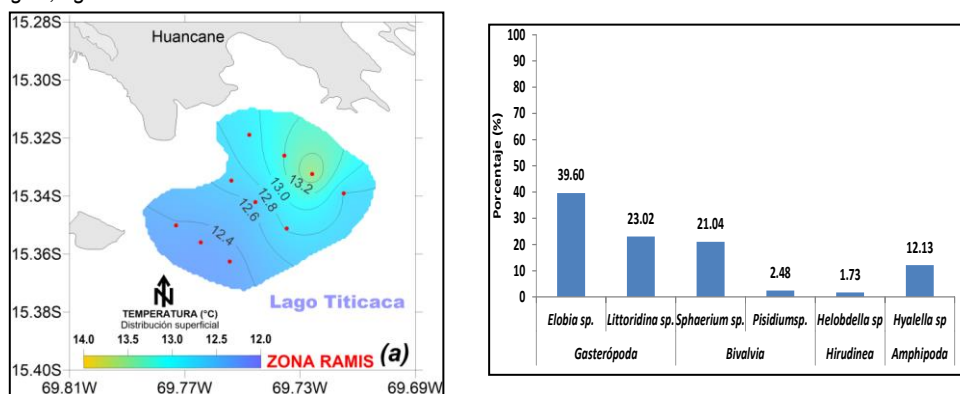 15.28S
Huancane
15.30S
15.32S
15.34S
15.36S
15.38S
15.40S
13.2
13.0
12.8
12.6
12.4
Lago Titicaca
N
TEMPERATURA (°C)
Distribución superficial
14.0 13.5 13.0 12.5 12.0
ZONA RAMIS (a)
69.81W 69.77W 69.73W 69.69W
Porcentaje (%)
100
90
80
70
60
50
40
30
20
10
0
39.60
23.02
21.04
2.48
1.73
12.13
Elobia sp. Littoridina sp. Sphaerium sp. Pisidiumsp. Helobdella sp Hyalella sp
Gasterópoda Bivalvia Hirudinea Amphipoda